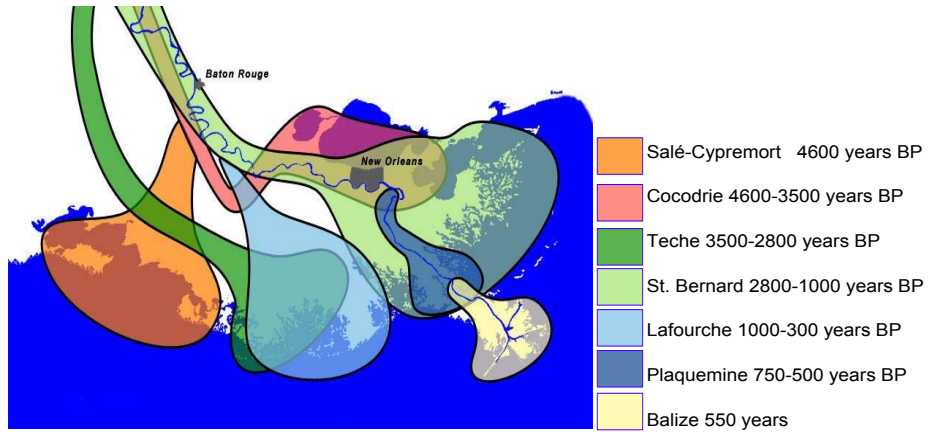 Baton Rouge
New Orleans
Salé-Cypremort 4600 years BP
Cocodrie 4600-3500 years BP
Teche 3500-2800 years BP
St. Bernard 2800-1000 years BP
Lafourche 1000-300 years BP
Plaquemine 750-500 years BP
Balize 550 years